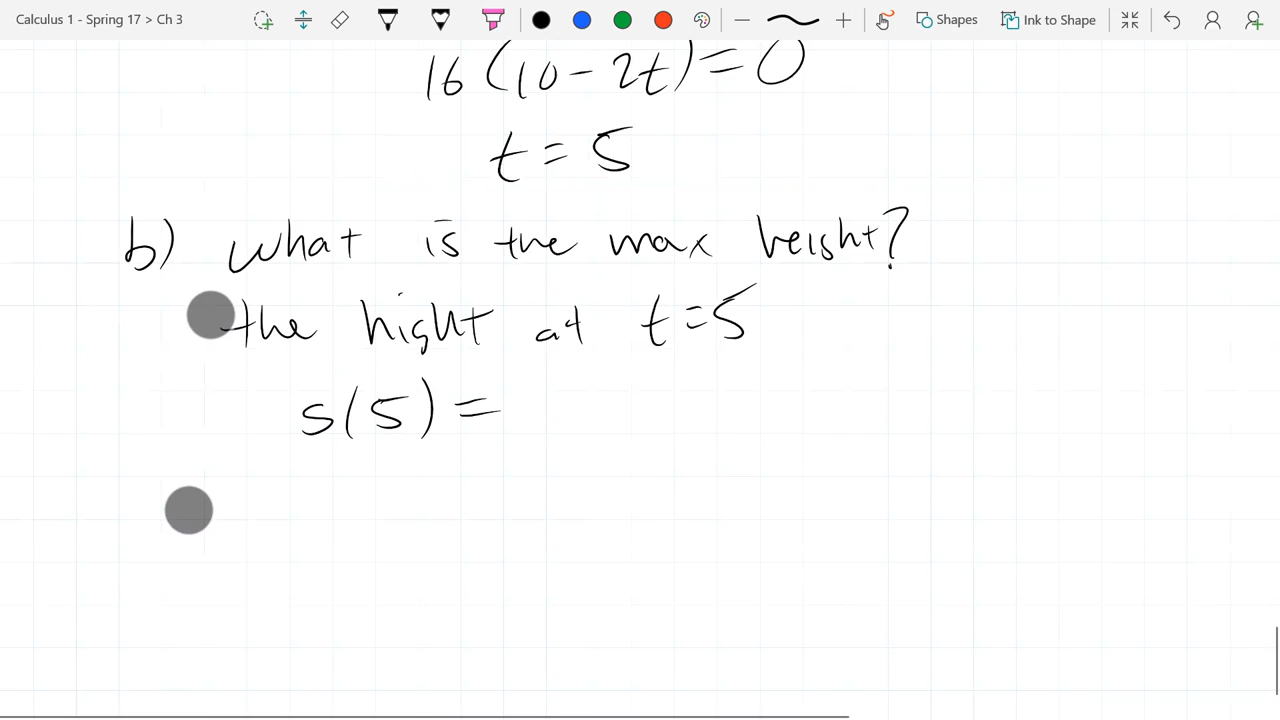 Calculus 1 - Spring 17 > Ch 3
Shapes
Ink to Shape
16 (10 - 2t) = 0
t = 5
b) What is the max height?
the hight at t = 5
s(5) =